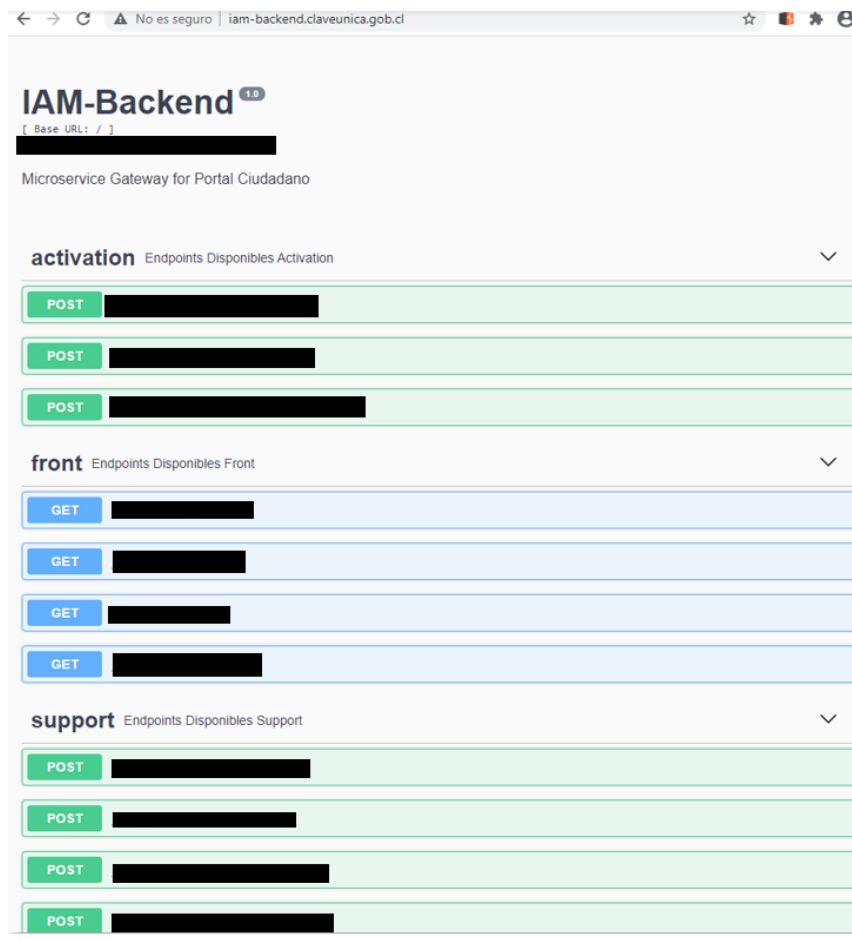 No es seguro | iam-backend.claveunica.gob.cl
IAM-Backend 1.0
[ Base URL: / ]
Microservice Gateway for Portal Ciudadano
activation Endpoints Disponibles Activation
POST
POST
POST
front Endpoints Disponibles Front
GET
GET
GET
GET
support Endpoints Disponibles Support
POST
POST
POST
POST